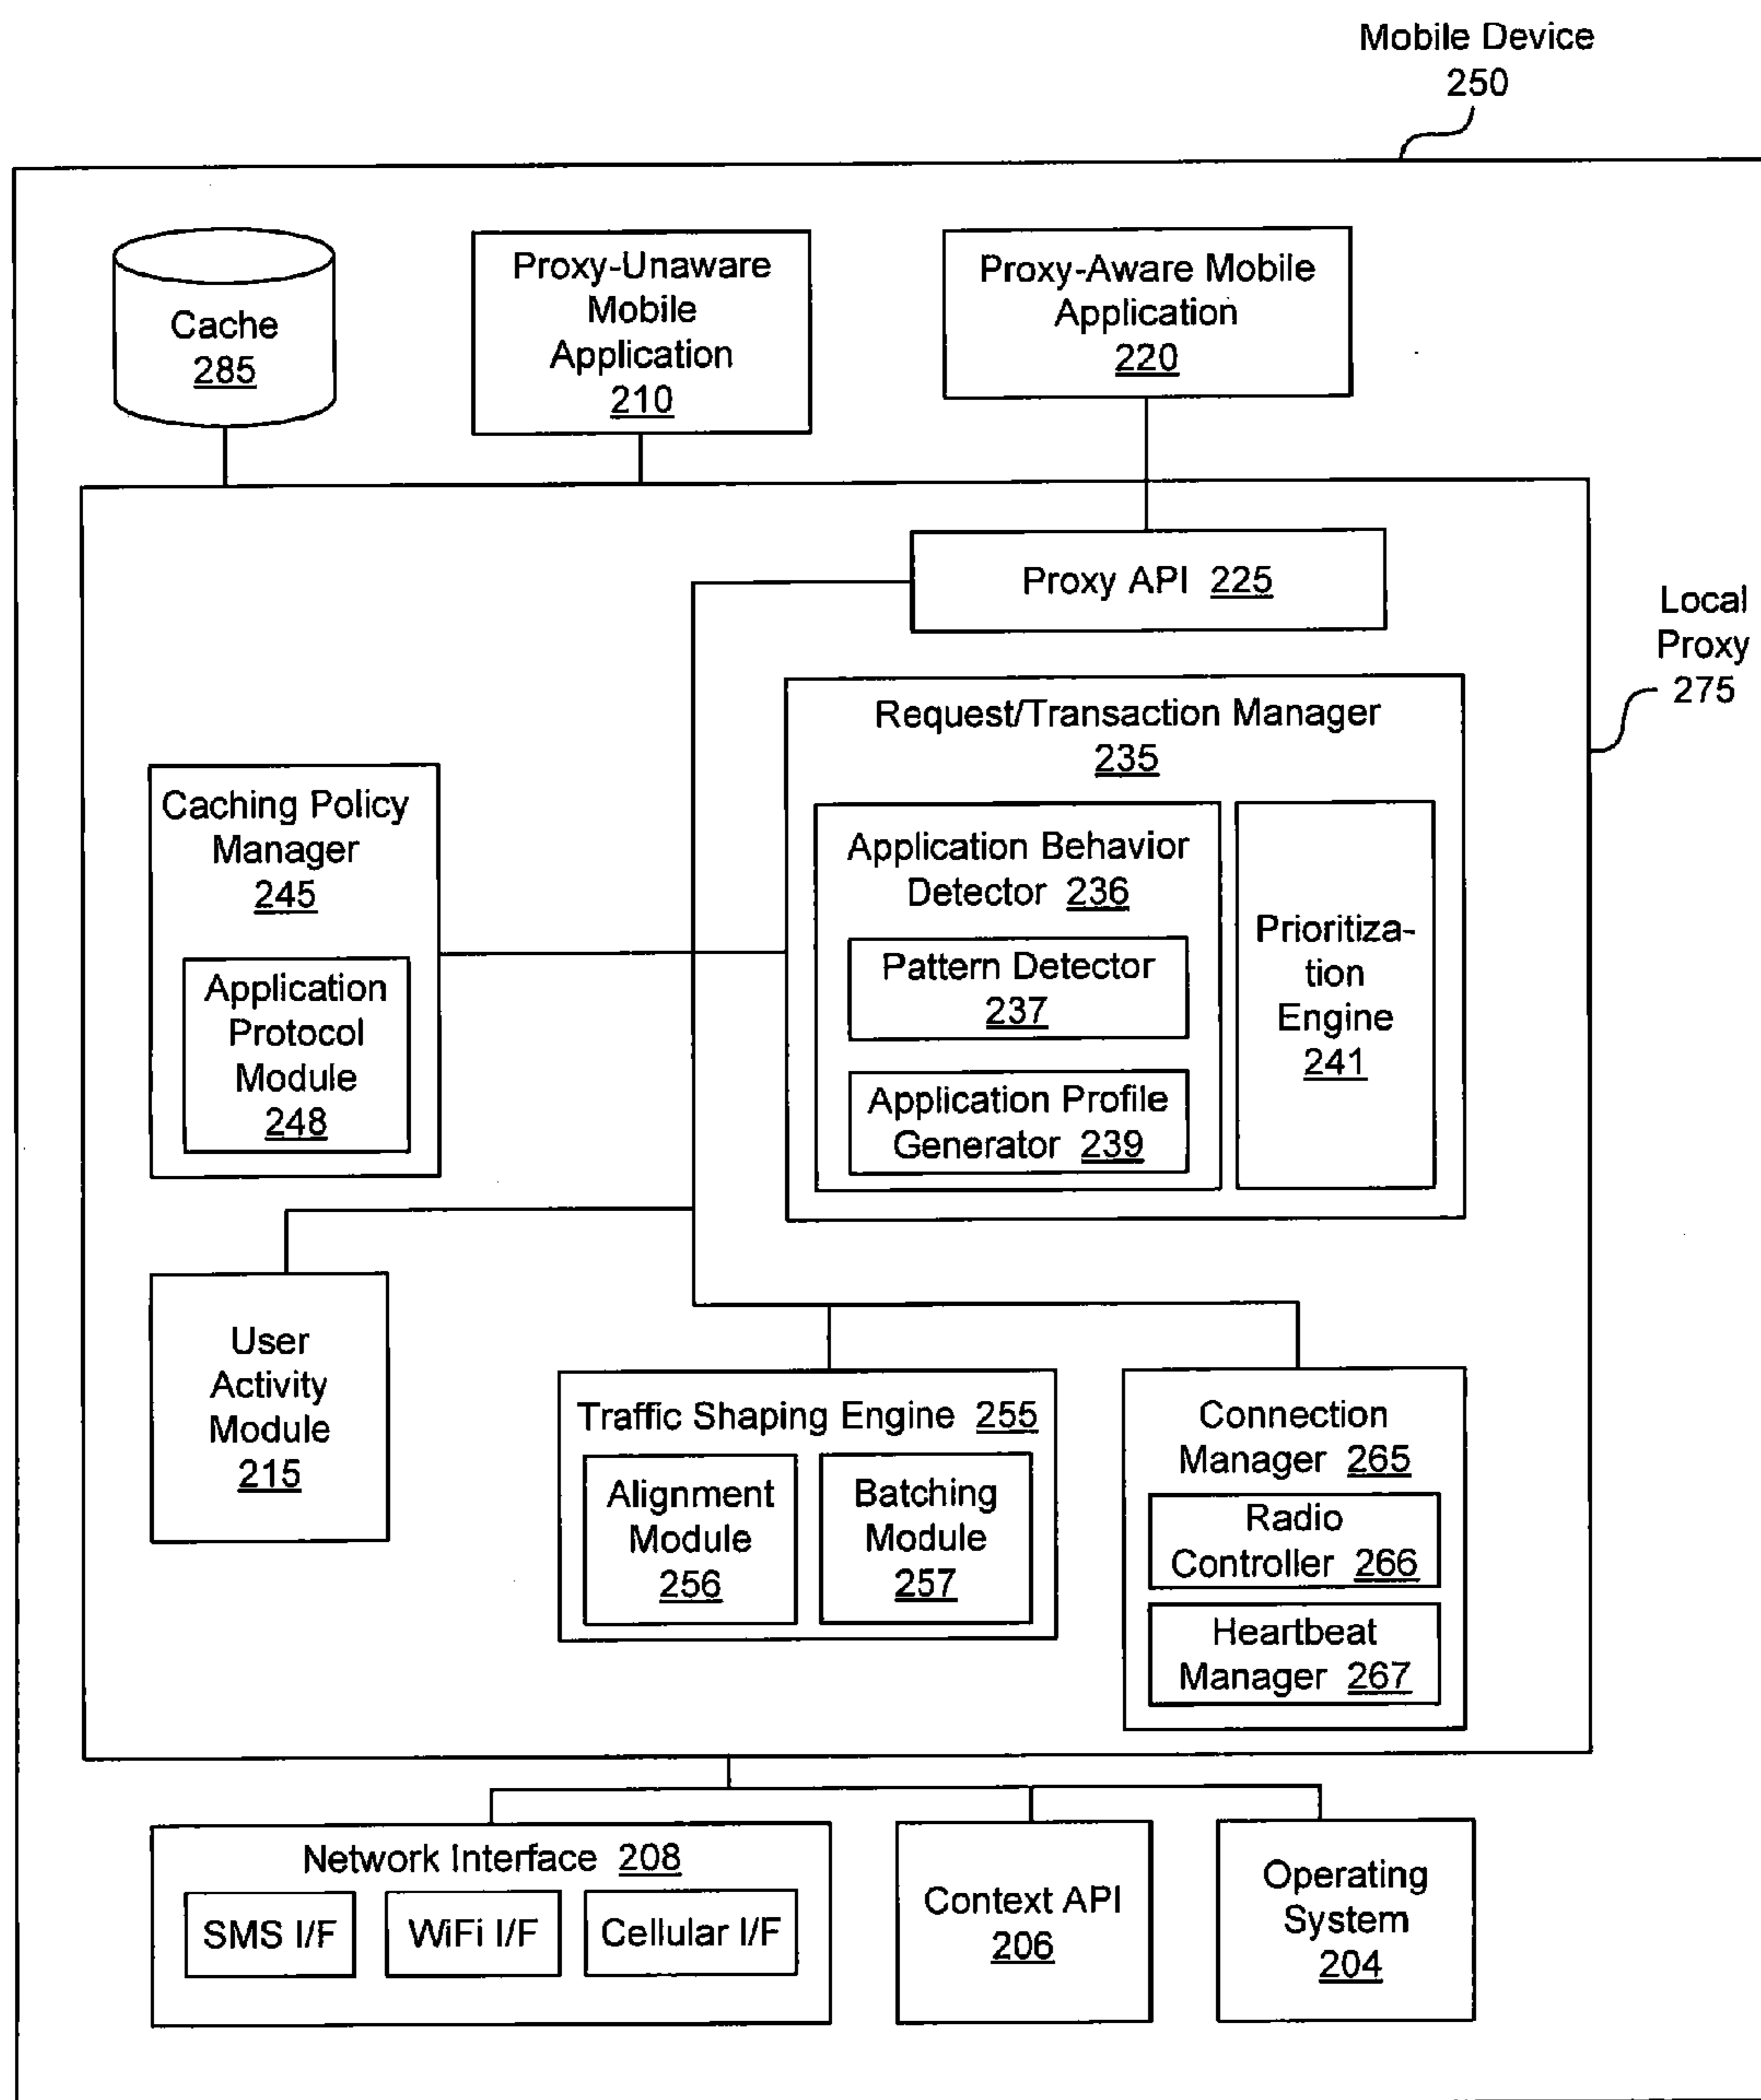 Mobile Device
250
Cache
285
Proxy-Unaware
Mobile
Application
210
Proxy-Aware Mobile
Application
220
Proxy API 225
Local
Proxy
275
Request/Transaction Manager
235
Caching Policy
Manager
245
Application
Protocol
Module
248
Application Behavior
Detector 236
Pattern Detector
237
Application Profile
Generator 239
Prioritiza-
tion
Engine
241
User
Activity
Module
215
Traffic Shaping Engine 255
Alignment
Module
256
Batching
Module
257
Connection
Manager 265
Radio
Controller 266
Heartbeat
Manager 267
Network Interface 208
SMS I/F
WiFi I/F
Cellular I/F
Context API
206
Operating
System
204